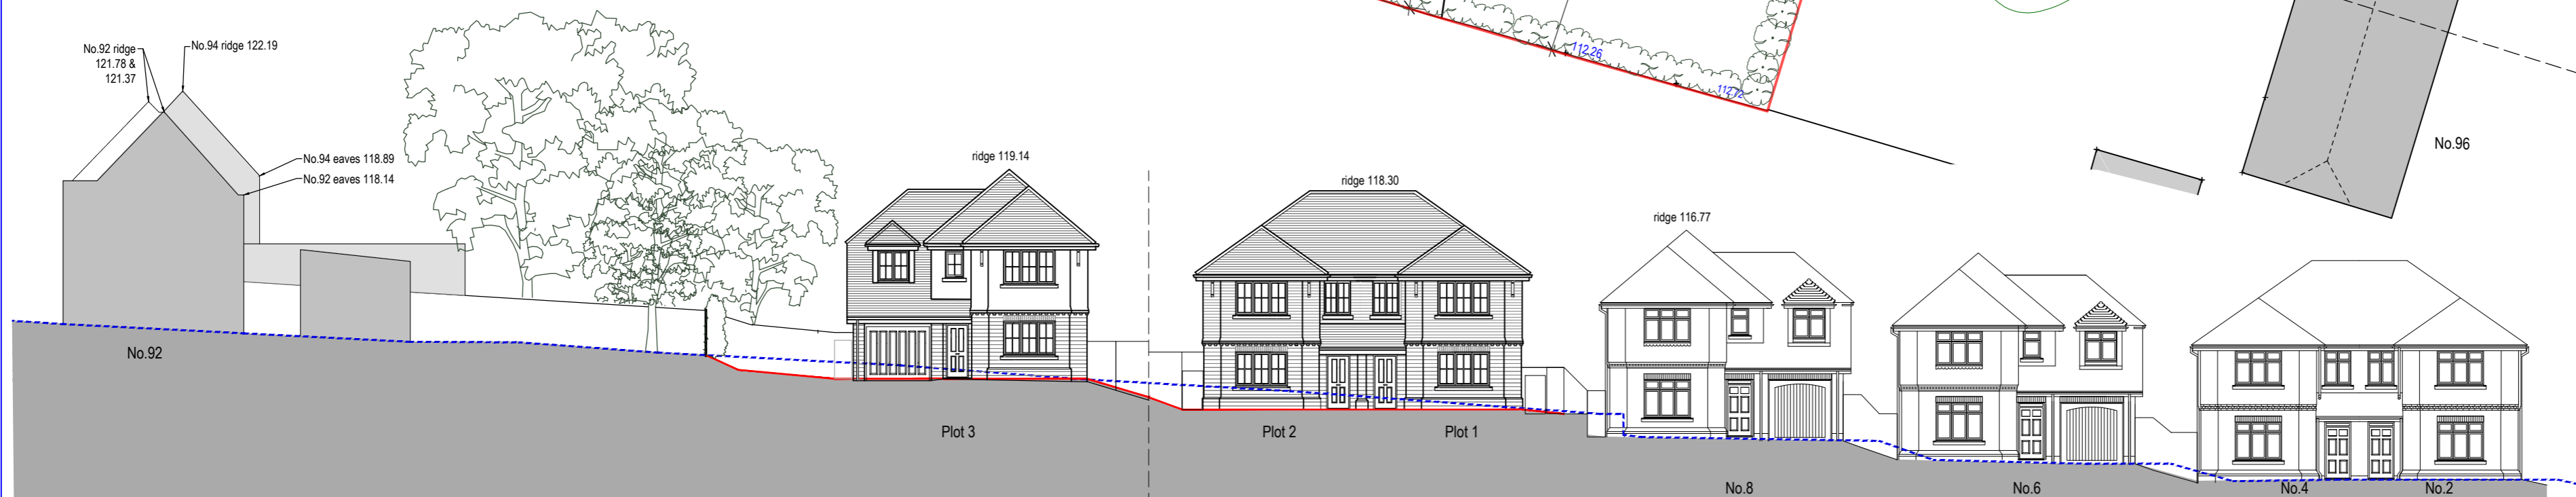 No.92 ridge
121.78 &
121.37
No.94 ridge 122.19
No.94 eaves 118.89
No.92 eaves 118.14
ridge 119.14
ridge 118.30
ridge 116.77
112.26
112.72
No.96
No.92
Plot 3
Plot 2
Plot 1
No.8
No.6
No.4
No.2